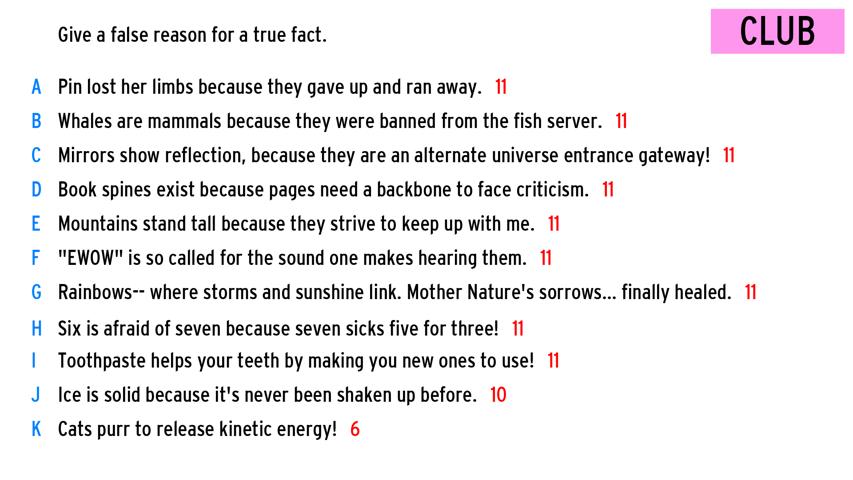 Give a false reason for a true fact.
CLUB
A Pin lost her limbs because they gave up and ran away. 11
B Whales are mammals because they were banned from the fish server. 11
C Mirrors show reflection, because they are an alternate universe entrance gateway! 11
D Book spines exist because pages need a backbone to face criticism. 11
E Mountains stand tall because they strive to keep up with me. 11
F "EWOW" is so called for the sound one makes hearing them. 11
G Rainbows-- where storms and sunshine link. Mother Nature's sorrows... finally healed. 11
H Six is afraid of seven because seven sicks five for three! 11
I Toothpaste helps your teeth by making you new ones to use! 11
J Ice is solid because it's never been shaken up before. 10
K Cats purr to release kinetic energy! 6